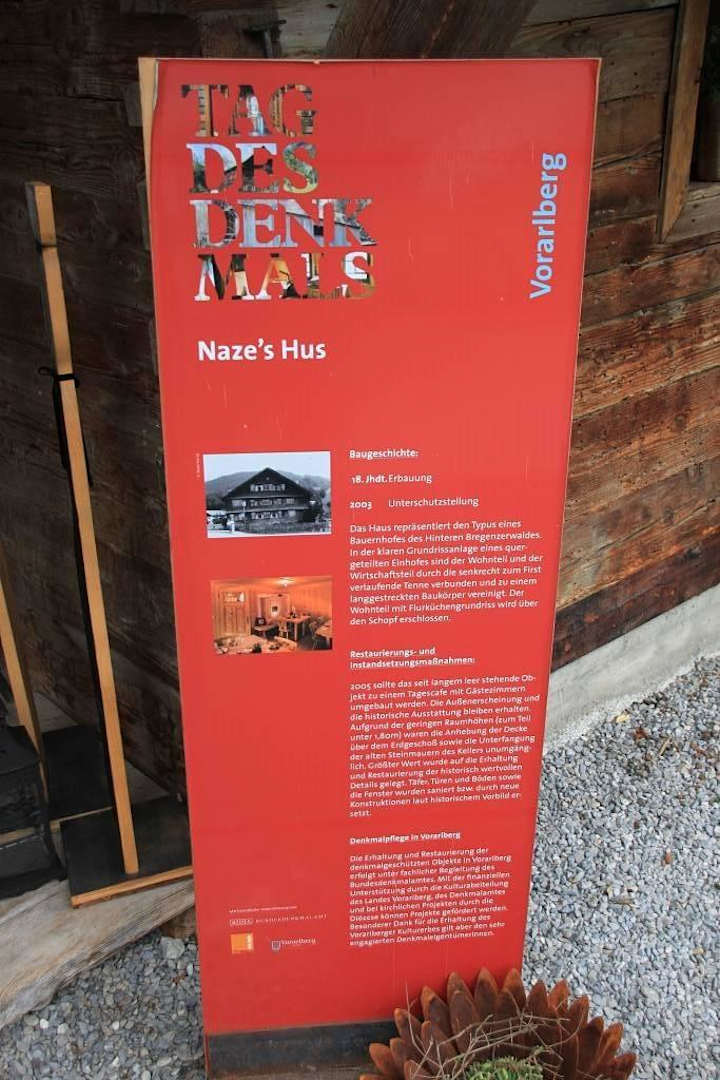 TAG
DES
DENK
MALS
Vorarlberg
Naze's Hus
Baugeschichte:
18. Jhdt. Erbauung
2003 Unterschutzstellung
Das Haus repräsentiert den Typus eines
Bauernhofes des Hinteren Bregenzerwaldes.
In der klaren Grundrissanlage eines quer-
geteilten Einhofes sind der Wohnteil und der
Wirtschaftsteil durch die senkrecht zum First
verlaufende Tenne verbunden und zu einem
langgestreckten Baukörper vereinigt. Der
Wohnteil mit Flurküchengrundriss wird über
den Schopf erschlossen.
Restaurierungs- und
Instandsetzungsmaßnahmen:
2005 sollte das seit langem leer stehende Ob-
jekt zu einem Tagescafe mit Gästezimmern
umgebaut werden. Die Außenerscheinung und
die historische Ausstattung bleiben erhalten.
Aufgrund der geringen Raumhöhen (zum Teil
unter 1,80m) waren die Anhebung der Decke
über dem Erdgeschoß sowie die Unterfangung
der alten Steinmauern des Kellers unumgäng-
lich. Größter Wert wurde auf die Erhaltung
und Restaurierung der historisch wertvollen
Details gelegt. Täfer, Türen und Böden sowie
die Fenster wurden saniert bzw. durch neue
Konstruktionen laut historischem Vorbild er-
setzt.
Denkmalpflege in Vorarlberg
Die Erhaltung und Restaurierung der
denkmalgeschützten Objekte in Vorarlberg
erfolgt unter fachlicher Begleitung des
Bundesdenkmalamtes. Mit der finanziellen
Unterstützung durch die Kulturabteilung
des Landes Vorarlberg, des Denkmalamtes
und bei kirchlichen Projekten durch die
Diözese können Projekte gefördert werden.
Besonderer Dank für die Erhaltung des
Vorarlberger Kulturerbes gilt aber den sehr
engagierten DenkmaleigentümerInnen.
BUNDESDENKMALAMT
Vorarlberg